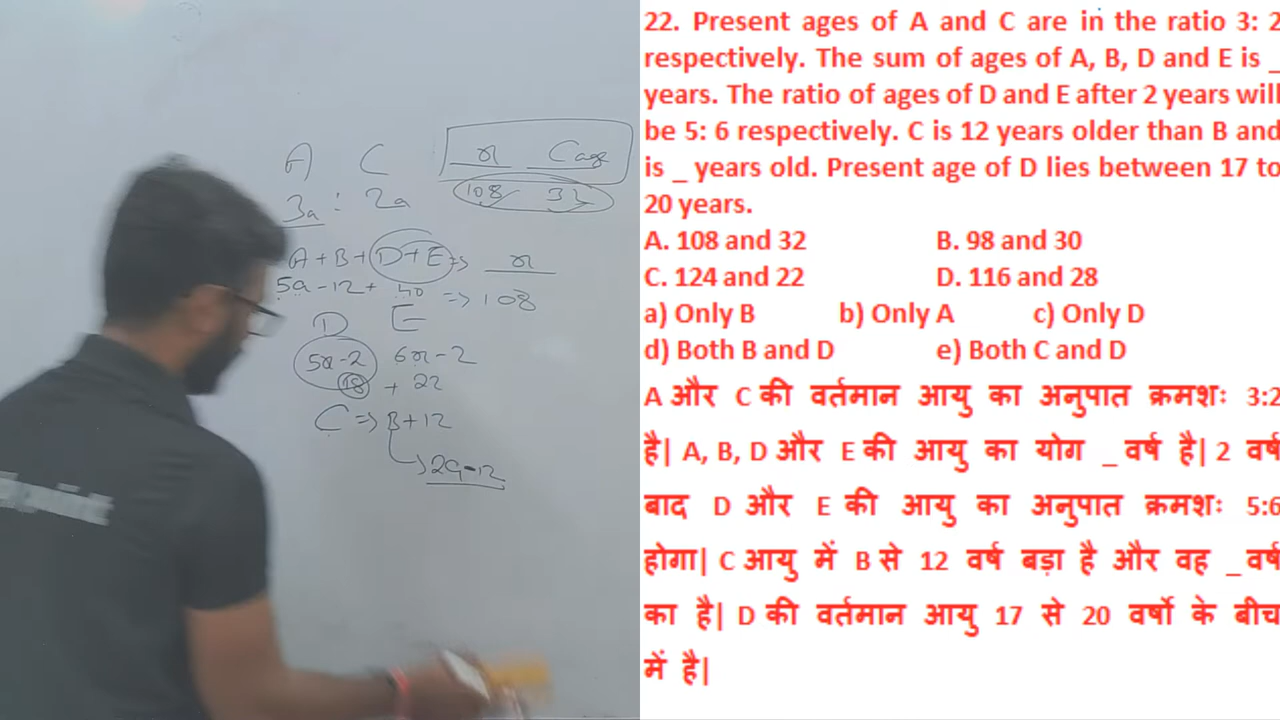 A C
3a : 2a
x C age
108 32
A + B + D + E => x
5a - 12 + 40 => 108
D E
5x - 2 6x - 2
18 + 22
C => B + 12
2a - 12
22. Present ages of A and C are in the ratio 3: 2
respectively. The sum of ages of A, B, D and E is _
years. The ratio of ages of D and E after 2 years will
be 5: 6 respectively. C is 12 years older than B and
is _ years old. Present age of D lies between 17 to
20 years.
A. 108 and 32 B. 98 and 30
C. 124 and 22 D. 116 and 28
a) Only B b) Only A c) Only D
d) Both B and D e) Both C and D
A और C की वर्तमान आयु का अनुपात क्रमशः 3:2
है| A, B, D और E की आयु का योग _ वर्ष है| 2 वर्ष
बाद D और E की आयु का अनुपात क्रमशः 5:6
होगा| C आयु में B से 12 वर्ष बड़ा है और वह _ वर्ष
का है| D की वर्तमान आयु 17 से 20 वर्षो के बीच
में है|